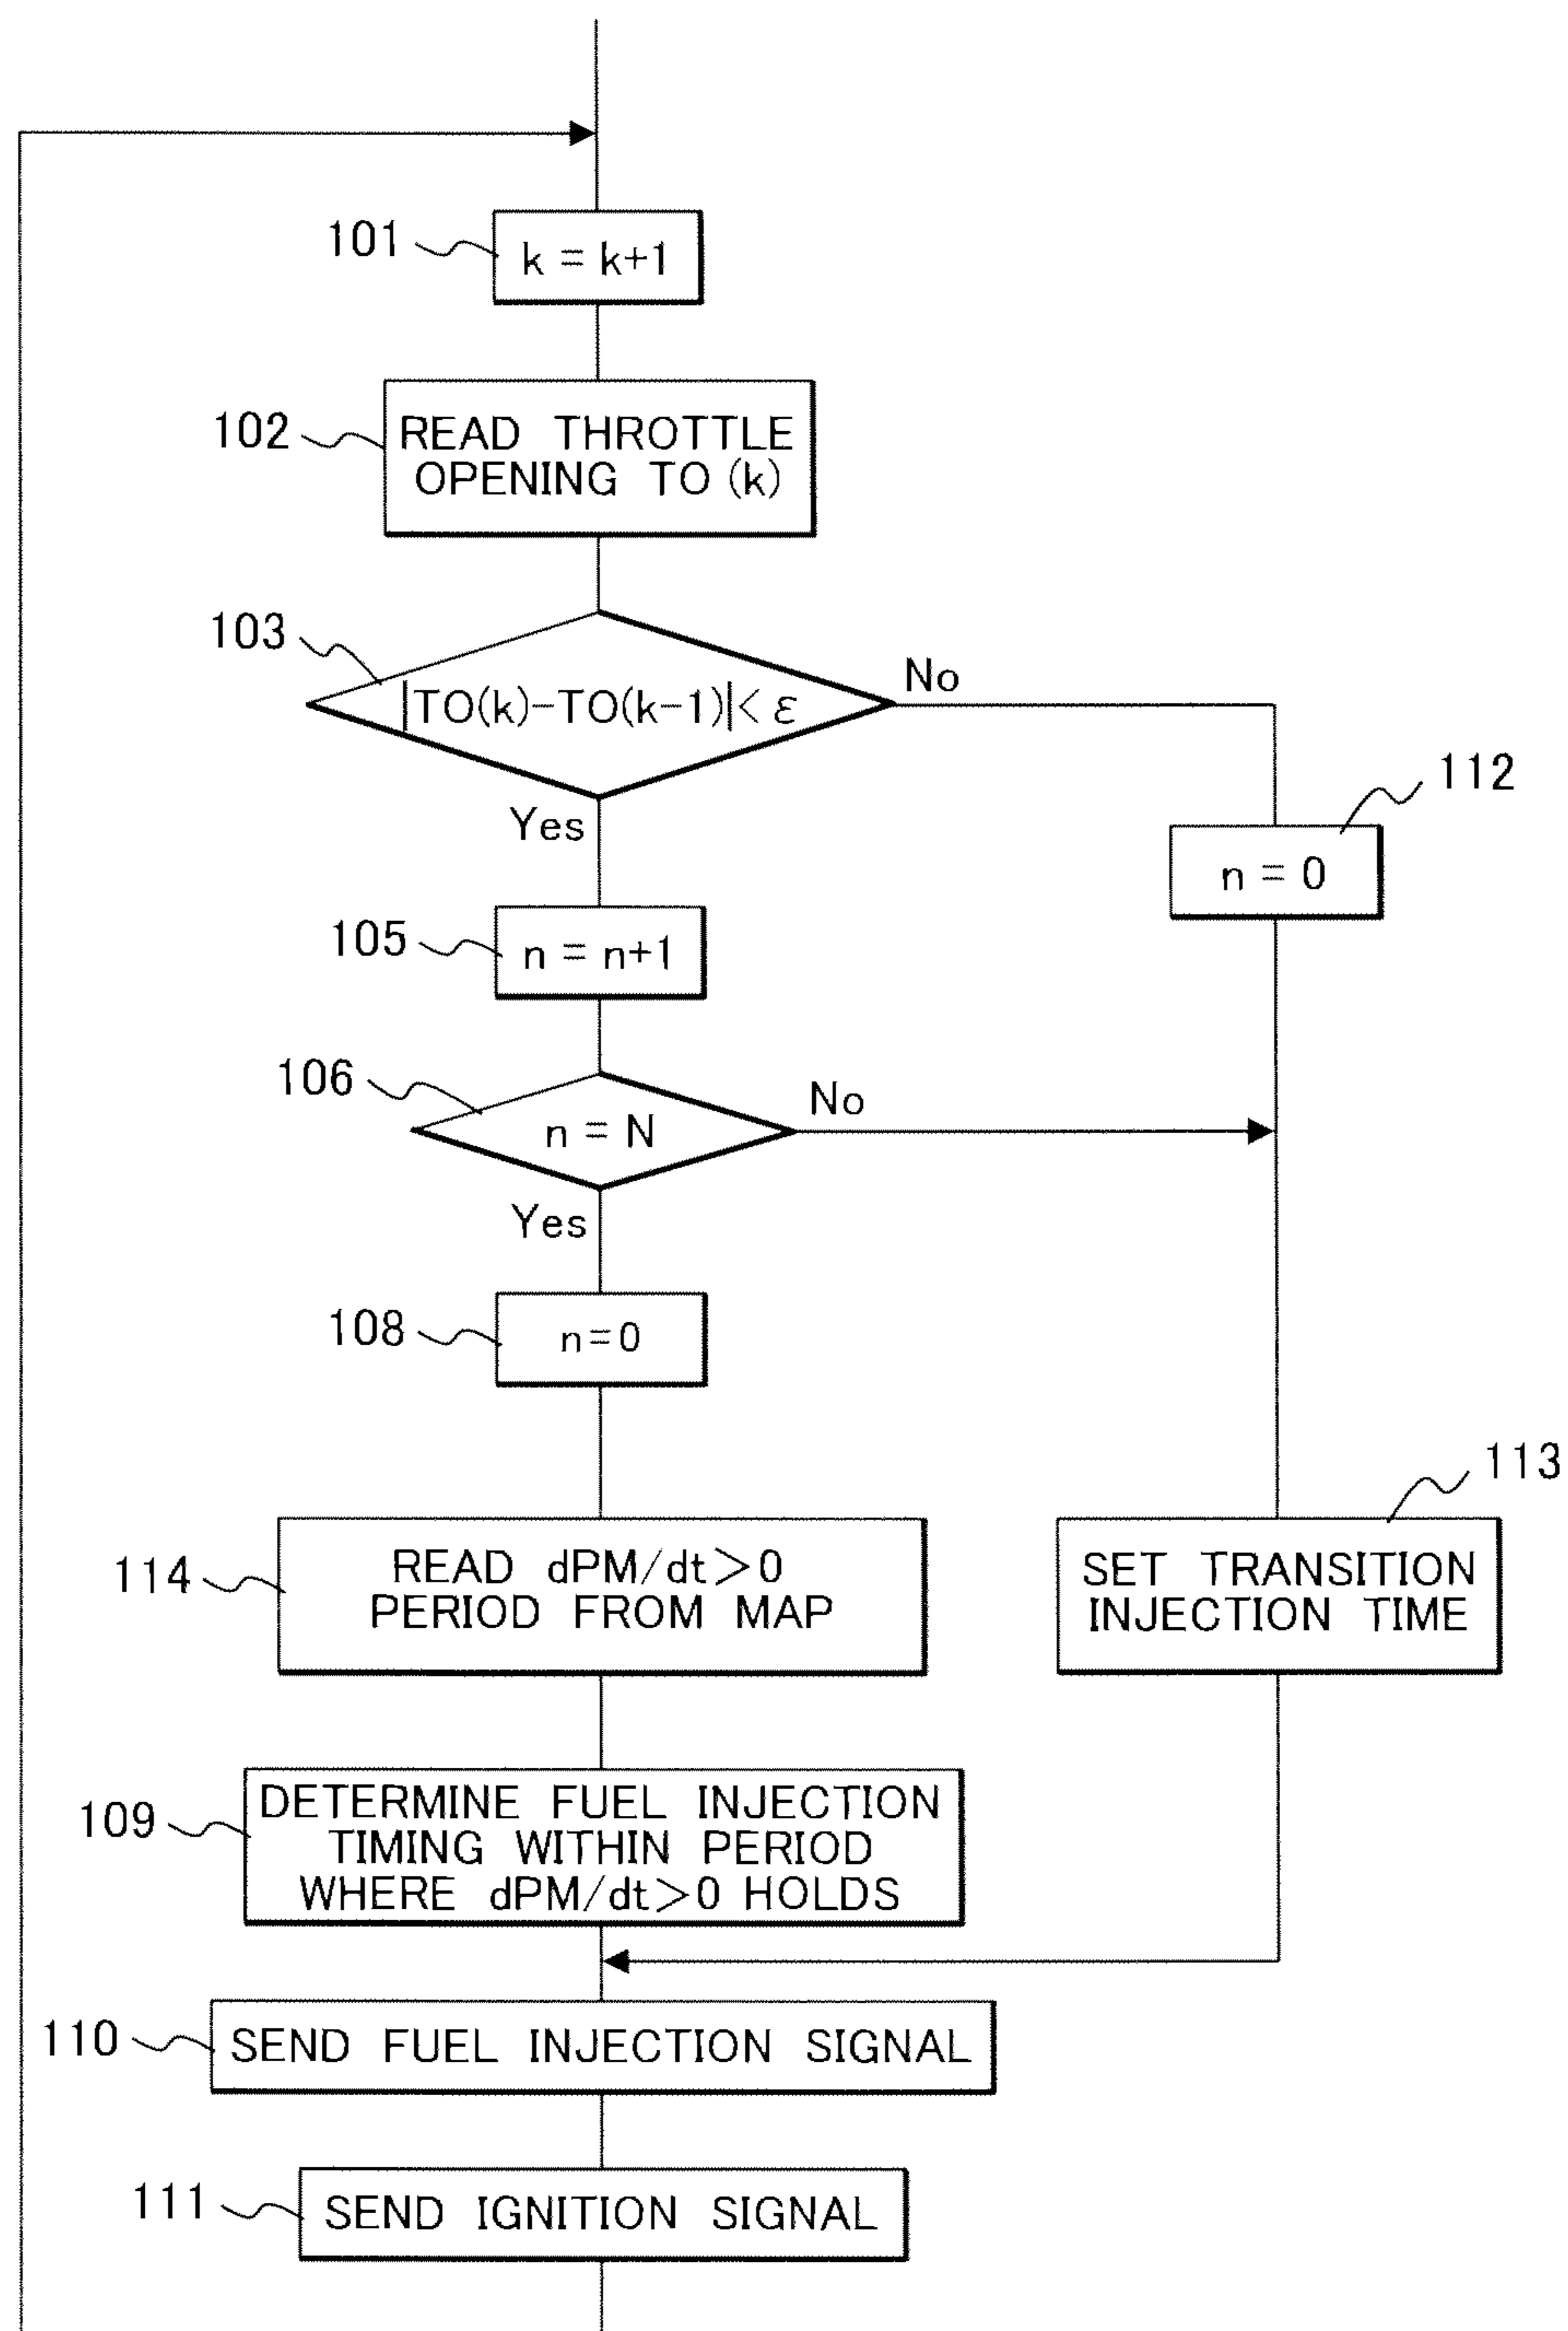 101
k = k+1
102
READ THROTTLE
OPENING TO (k)
103
|TO(k)-TO(k-1)|< ε
No
Yes
112
n = 0
105
n = n+1
106
n = N
No
Yes
108
n=0
114
READ dPM/dt>0
PERIOD FROM MAP
113
SET TRANSITION
INJECTION TIME
109
DETERMINE FUEL INJECTION
TIMING WITHIN PERIOD
WHERE dPM/dt>0 HOLDS
110
SEND FUEL INJECTION SIGNAL
111
SEND IGNITION SIGNAL